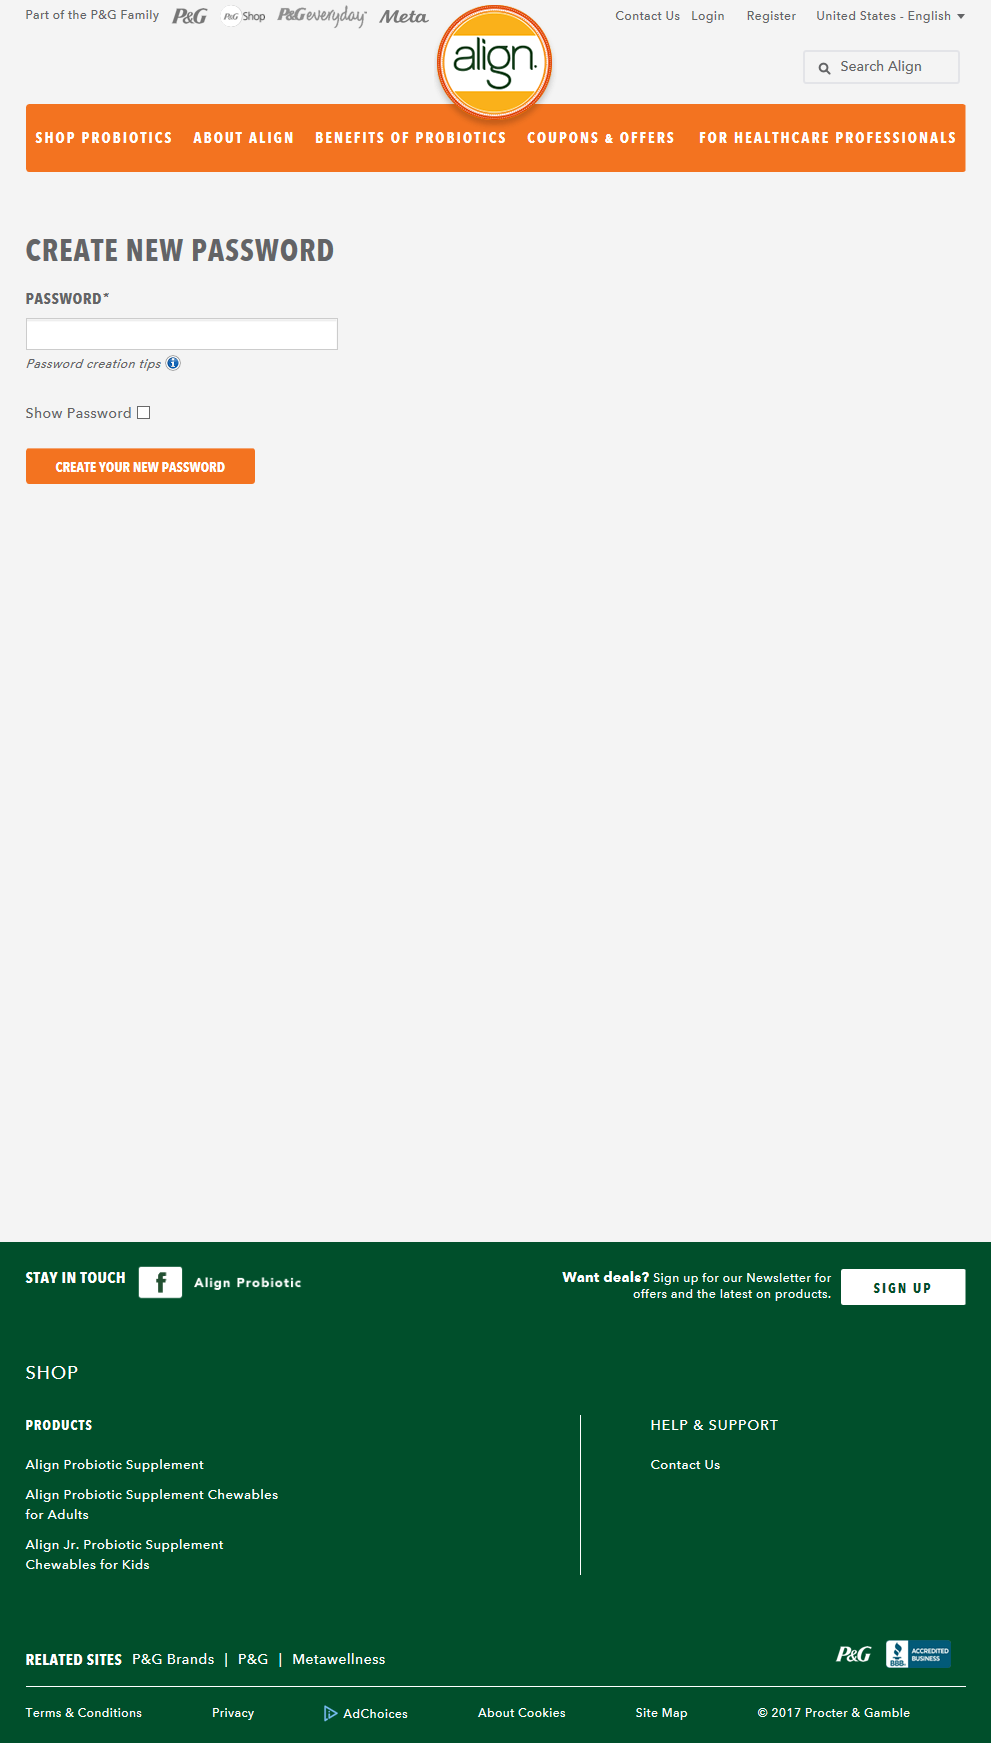 Part of the P&G Family P&G P&G Shop P&G everyday Meta
align.
Contact Us Login Register United States - English
Search Align
SHOP PROBIOTICS ABOUT ALIGN BENEFITS OF PROBIOTICS COUPONS & OFFERS FOR HEALTHCARE PROFESSIONALS
CREATE NEW PASSWORD
PASSWORD*
Password creation tips
Show Password
CREATE YOUR NEW PASSWORD
STAY IN TOUCH f Align Probiotic
Want deals? Sign up for our Newsletter for
offers and the latest on products.
SIGN UP
SHOP
PRODUCTS
Align Probiotic Supplement
Align Probiotic Supplement Chewables
for Adults
Align Jr. Probiotic Supplement
Chewables for Kids
HELP & SUPPORT
Contact Us
RELATED SITES P&G Brands | P&G | Metawellness
P&G
BBB.
ACCREDITED
BUSINESS
Terms & Conditions Privacy AdChoices About Cookies Site Map © 2017 Procter & Gamble